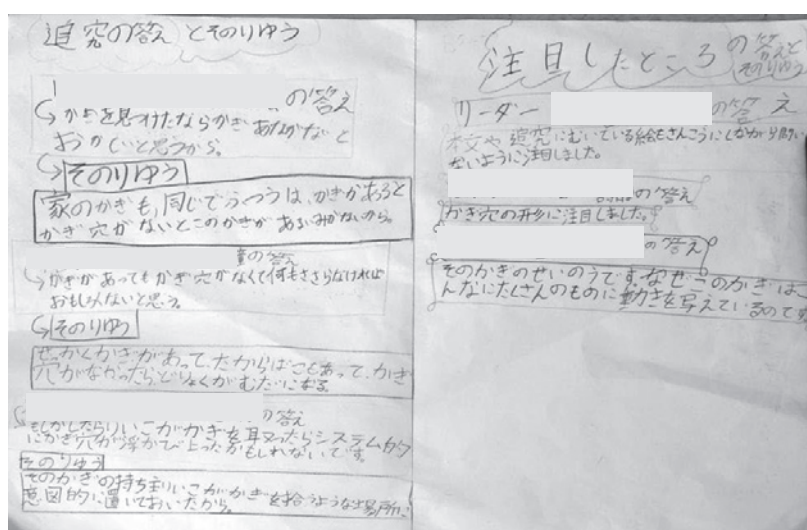 追究の答え とそのりゆう
の答え
かぎを見つけたならかぎあながないと
おかしいと思うから。
そのりゆう
家のかぎも、同じでふつうは、かぎがあると
かぎ穴がないとこのかぎがあるいみがないから。
の答え
かぎがあってもかぎ穴がなくて何もささらなければ
おもしろくないと思う。
そのりゆう
せっかくかぎがあって、たからばこもあって、かぎ
穴がなかったら、どりょくがむだになる
の答え
もしかしたらりいこがかぎを取ったらシステム的
にかぎ穴が浮かび上ったかもしれないです。
そのりゆう
そのかぎの持ち主りいこがかぎを拾うような場所に
意図的に置いておいたから。
注目したところの答えと
そのりゆう
リーダー の答え
本文や追究にむいている絵もさんこうにしながら
ないように注目しました。
の答え
かぎ穴の形に注目しました。
の答え
そのかぎのせいのうです。なぜこのかぎは
んなにたくさんのものに動きを写えているのです